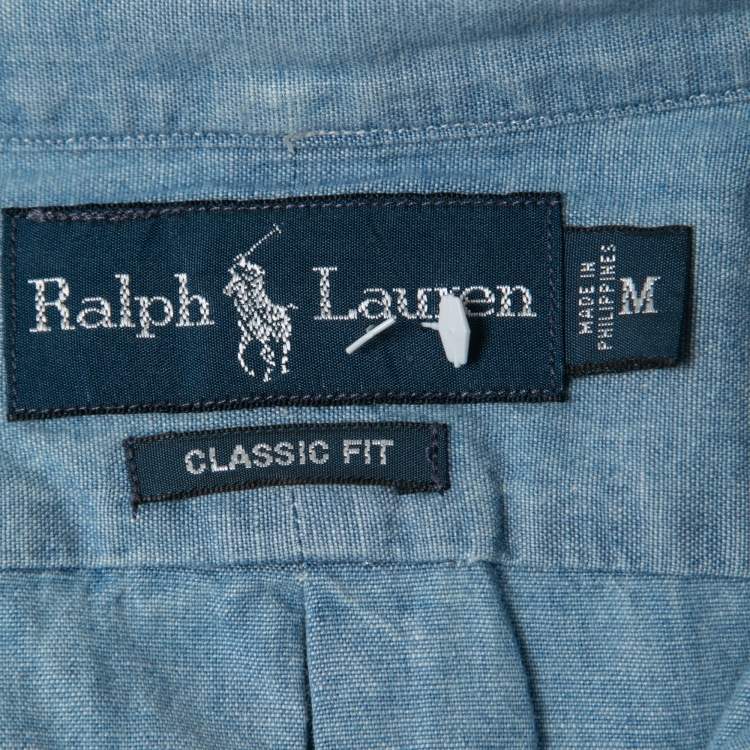 Ralph Lauren
MADE IN
PHILIPPINES
M
CLASSIC FIT